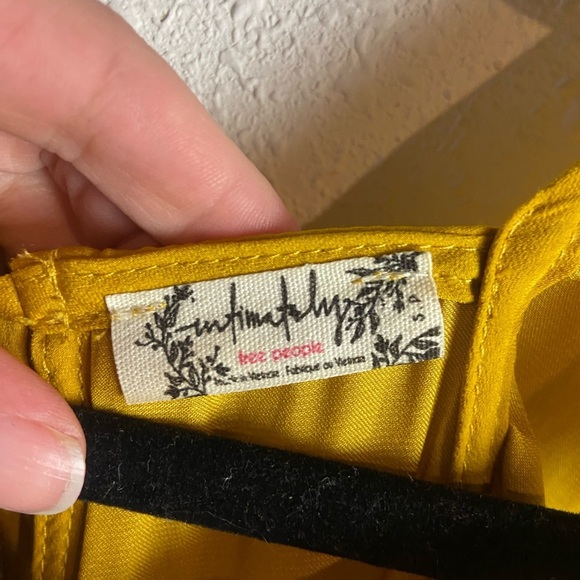 intimately
free people
Made in Vietnam Fabriqué au Vietnam